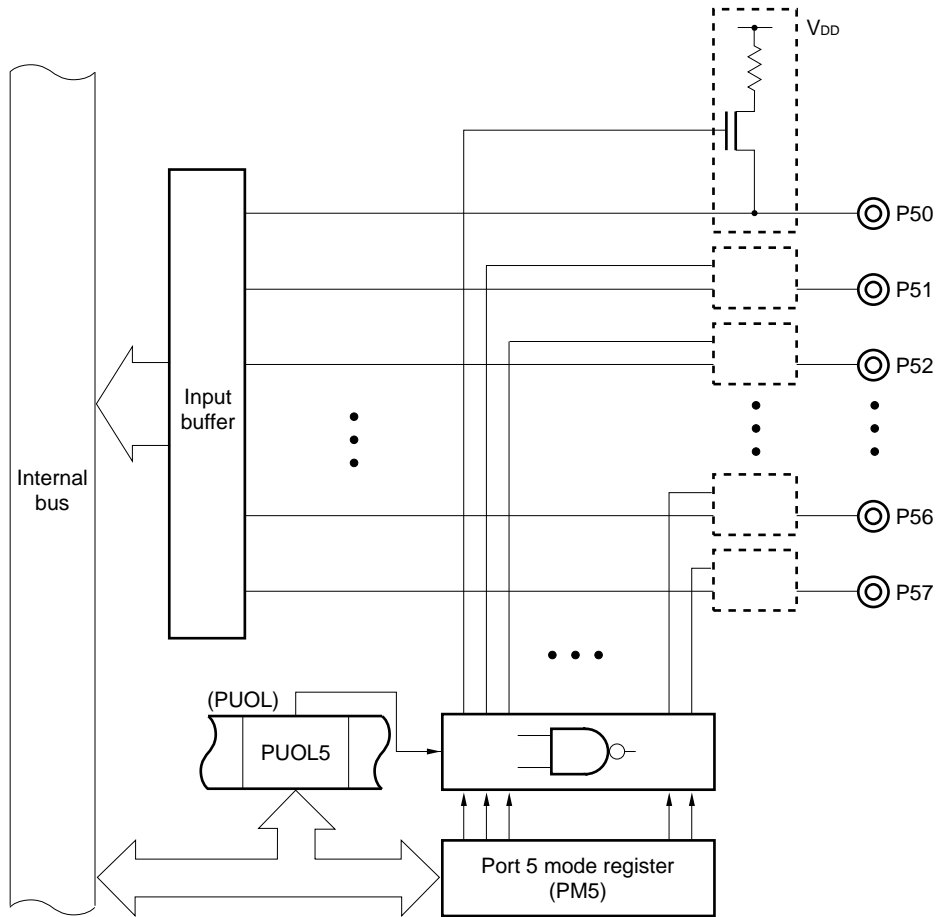 VDD
P50
P51
P52
Input
buffer
Internal
bus
P56
P57
(PUOL)
PUOL5
Port 5 mode register
(PM5)